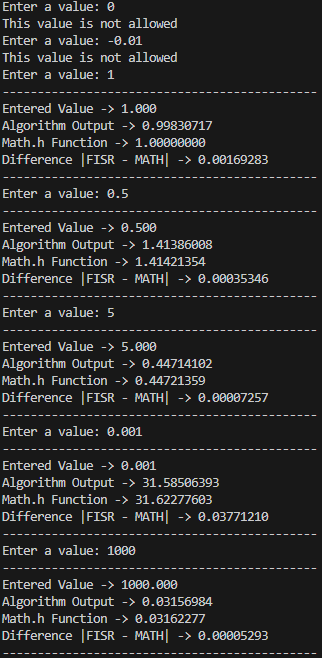 Enter a value: 0
This value is not allowed
Enter a value: -0.01
This value is not allowed
Enter a value: 1
---------------------------------------------
Entered Value -> 1.000
Algorithm Output -> 0.99830717
Math.h Function -> 1.00000000
Difference |FISR - MATH| -> 0.00169283
---------------------------------------------
Enter a value: 0.5
---------------------------------------------
Entered Value -> 0.500
Algorithm Output -> 1.41386008
Math.h Function -> 1.41421354
Difference |FISR - MATH| -> 0.00035346
---------------------------------------------
Enter a value: 5
---------------------------------------------
Entered Value -> 5.000
Algorithm Output -> 0.44714102
Math.h Function -> 0.44721359
Difference |FISR - MATH| -> 0.00007257
---------------------------------------------
Enter a value: 0.001
---------------------------------------------
Entered Value -> 0.001
Algorithm Output -> 31.58506393
Math.h Function -> 31.62277603
Difference |FISR - MATH| -> 0.03771210
---------------------------------------------
Enter a value: 1000
---------------------------------------------
Entered Value -> 1000.000
Algorithm Output -> 0.03156984
Math.h Function -> 0.03162277
Difference |FISR - MATH| -> 0.00005293
---------------------------------------------